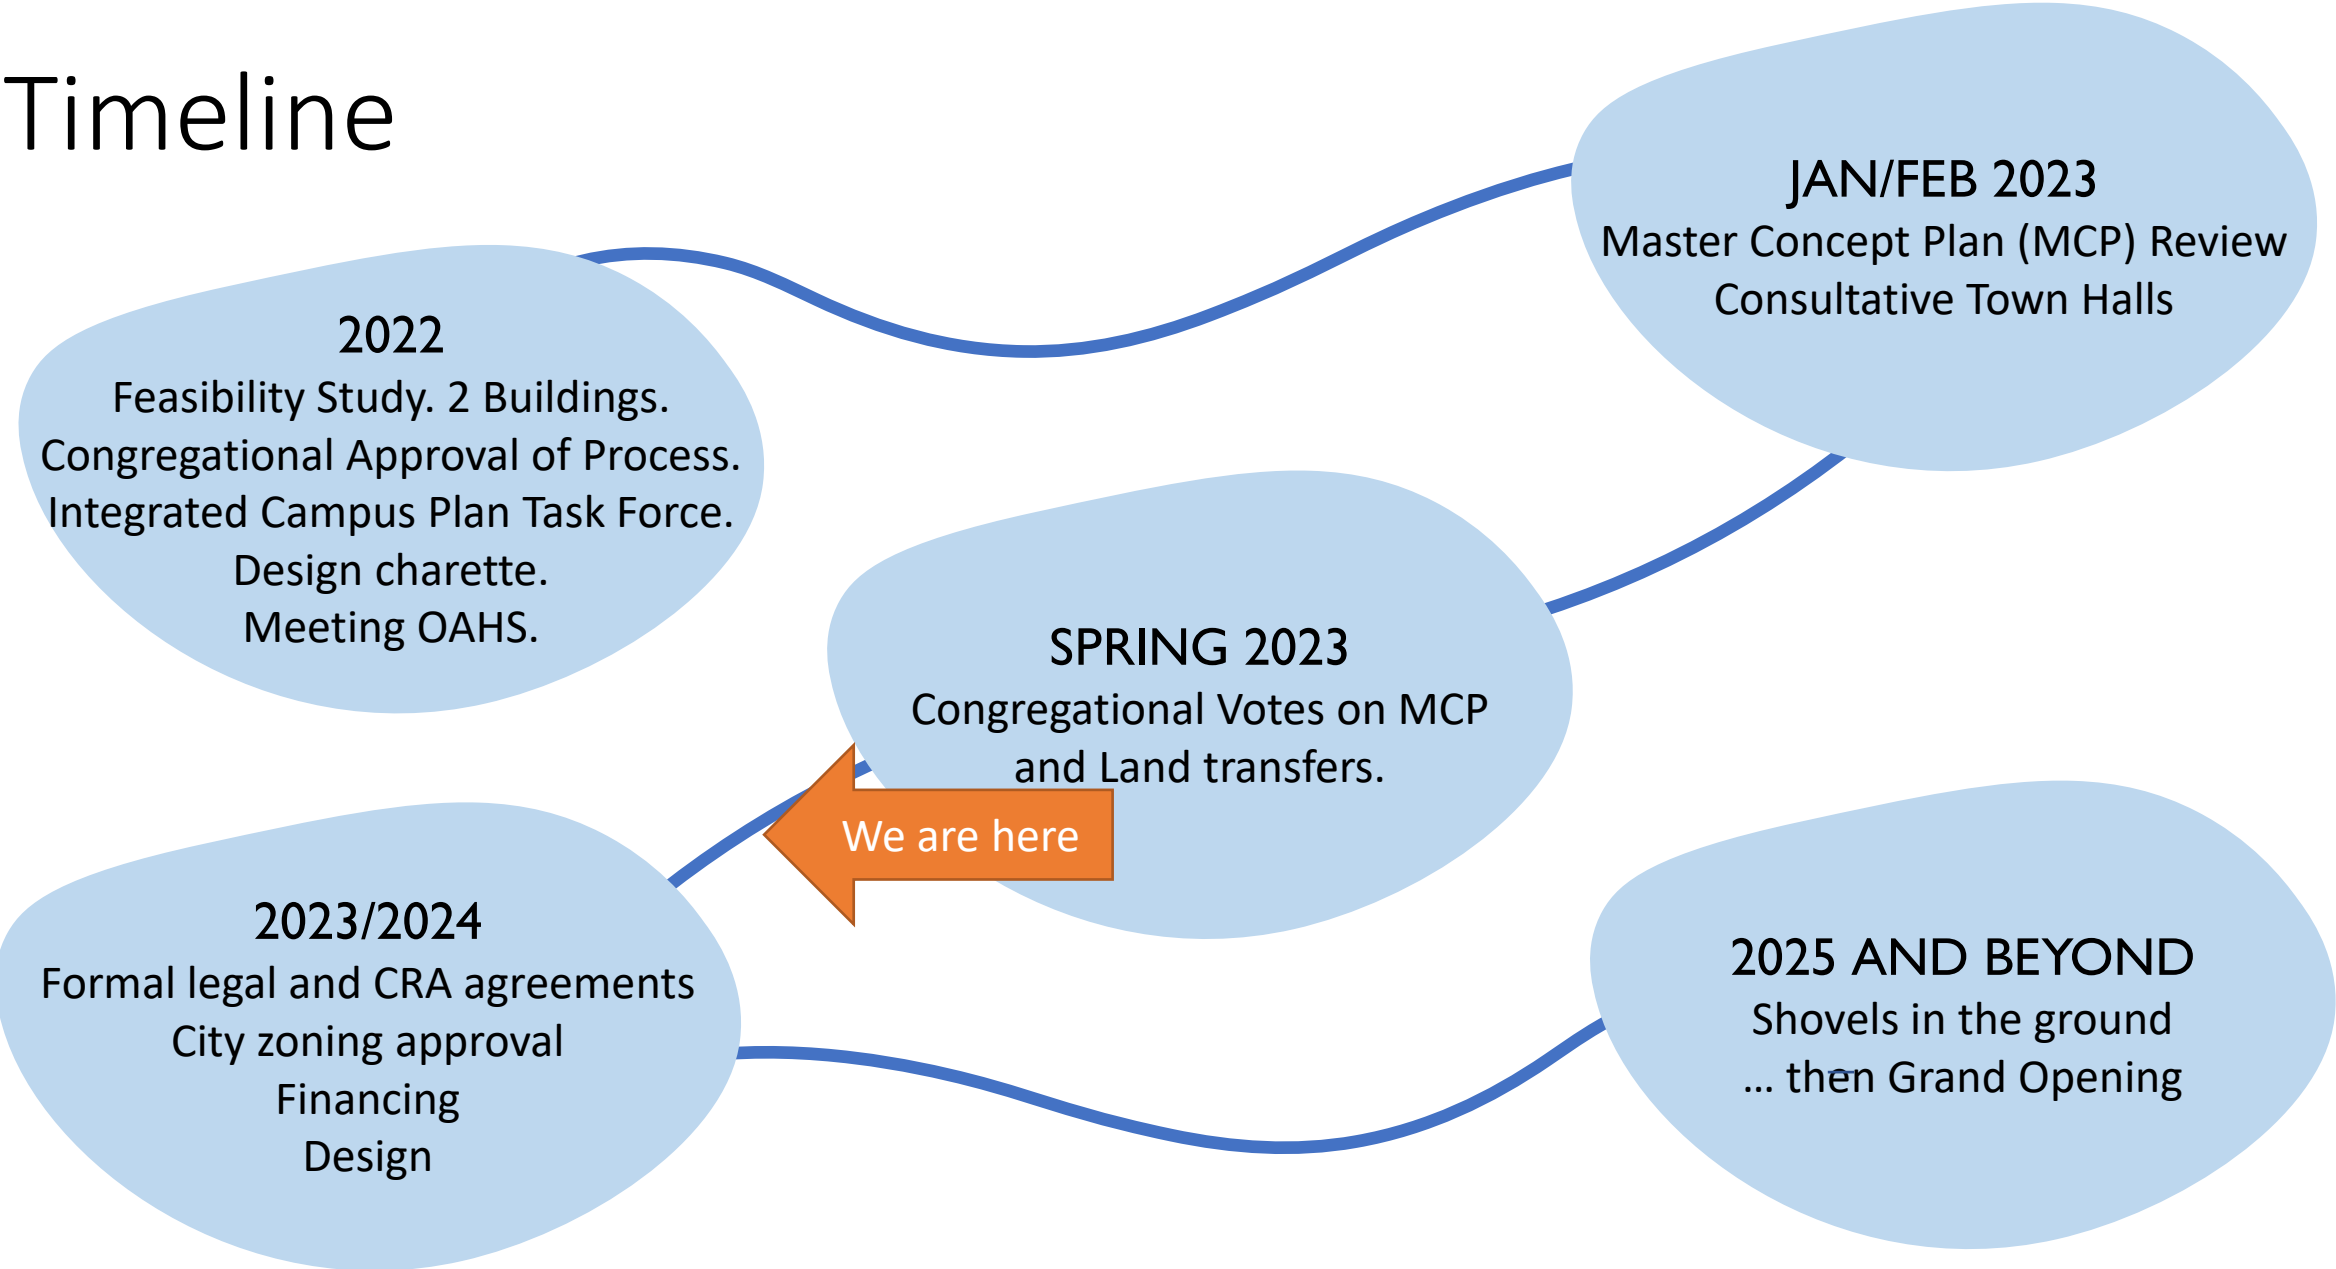 Timeline
2022
Feasibility Study. 2 Buildings.
Congregational Approval of Process.
Integrated Campus Plan Task Force.
Design charette.
Meeting OAHS.
JAN/FEB 2023
Master Concept Plan (MCP) Review
Consultative Town Halls
SPRING 2023
Congregational Votes on MCP
and Land transfers.
We are here
2023/2024
Formal legal and CRA agreements
City zoning approval
Financing
Design
2025 AND BEYOND
Shovels in the ground
... then Grand Opening